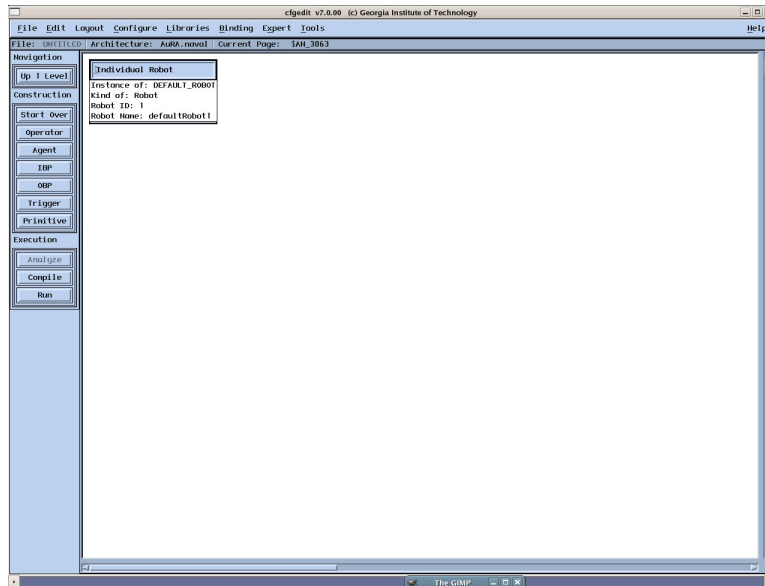 cfgedit v7.0.00 (c) Georgia Institute of Technology
File Edit Layout Configure Libraries Binding Expert Tools Help
File: UNTITLED Architecture: AuRA.naval Current Page: $AN_3863
Navigation
Up 1 Level
Construction
Start Over
Operator
Agent
IBP
OBP
Trigger
Primitive
Execution
Analyze
Compile
Run
Individual Robot
Instance of: DEFAULT_ROBOT
Kind of: Robot
Robot ID: 1
Robot Name: defaultRobot1
The GIMP